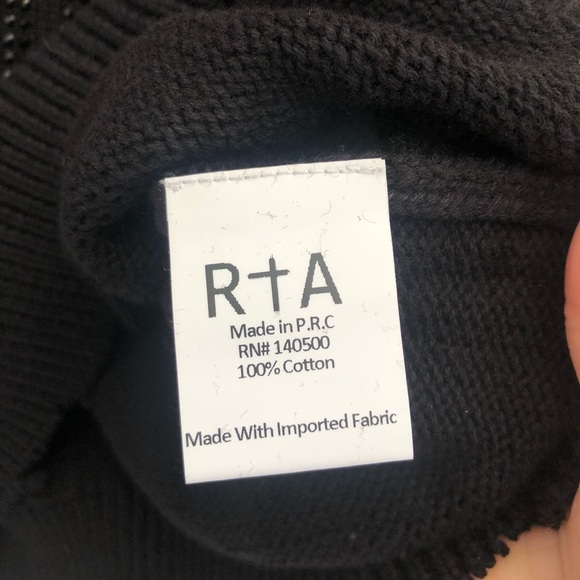 R†A
Made in P.R.C
RN# 140500
100% Cotton
Made With Imported Fabric